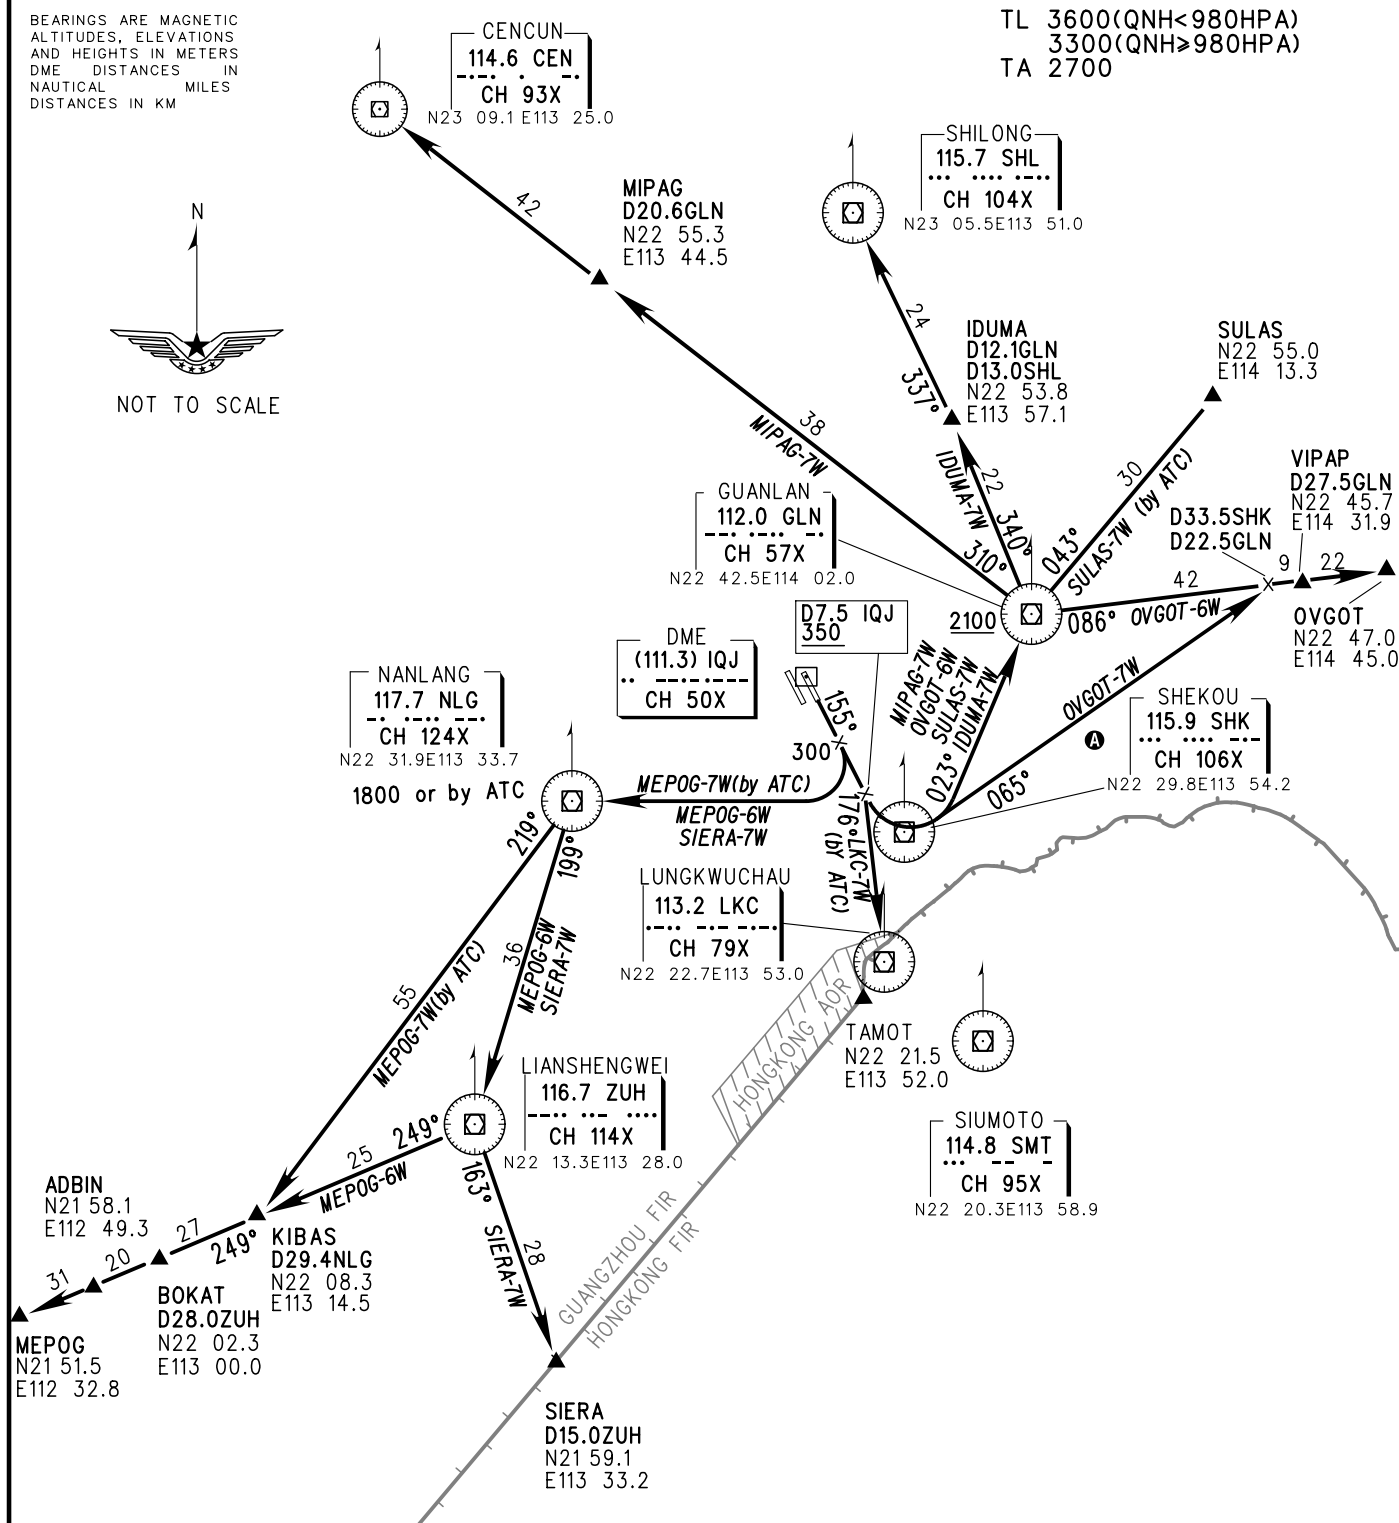 BEARINGS ARE MAGNETIC
ALTITUDES, ELEVATIONS
AND HEIGHTS IN METERS
DME DISTANCES IN
NAUTICAL MILES
DISTANCES IN KM
TL 3600(QNH<980HPA)
3300(QNH≥980HPA)
TA 2700
CENCUN
114.6 CEN
CH 93X
N23 09.1 E113 25.0
SHILONG
115.7 SHL
CH 104X
N23 05.5E113 51.0
N
NOT TO SCALE
42
MIPAG
D20.6GLN
N22 55.3
E113 44.5
24
337°
IDUMA
D12.1GLN
D13.0SHL
N22 53.8
E113 57.1
SULAS
N22 55.0
E114 13.3
38
MIPAG-7W
310°
22
IDUMA-7W
340°
30
043°
SULAS-7W (by ATC)
VIPAP
D27.5GLN
N22 45.7
E114 31.9
D33.5SHK
D22.5GLN
GUANLAN
112.0 GLN
CH 57X
N22 42.5E114 02.0
2100
42
086°
OVGOT-6W
9
22
OVGOT
N22 47.0
E114 45.0
D7.5 IQJ
350
DME
(111.3) IQJ
CH 50X
NANLANG
117.7 NLG
CH 124X
N22 31.9E113 33.7
1800 or by ATC
155°
300
MIPAG-7W
OVGOT-6W
SULAS-7W
IDUMA-7W
023°
OVGOT-7W
065°
A
SHEKOU
115.9 SHK
CH 106X
N22 29.8E113 54.2
MEPOG-7W(by ATC)
MEPOG-6W
SIERA-7W
176°
LKC-7W
(bY ATC)
219°
199°
LUNGKWUCHAU
113.2 LKC
CH 79X
N22 22.7E113 53.0
55
MEPOG-7W(by ATC)
36
MEPOG-6W
SIERA-7W
HONGKONG AOR
TAMOT
N22 21.5
E113 52.0
LIANSHENGWEI
116.7 ZUH
CH 114X
N22 13.3E113 28.0
SIUMOTO
114.8 SMT
CH 95X
N22 20.3E113 58.9
249°
25
MEPOG-6W
163°
SIERA-7W
28
ADBIN
N21 58.1
E112 49.3
27
249°
20
31
KIBAS
D29.4NLG
N22 08.3
E113 14.5
BOKAT
D28.0ZUH
N22 02.3
E113 00.0
MEPOG
N21 51.5
E112 32.8
GUANGZHOU FIR
HONGKONG FIR
SIERA
D15.0ZUH
N21 59.1
E113 33.2